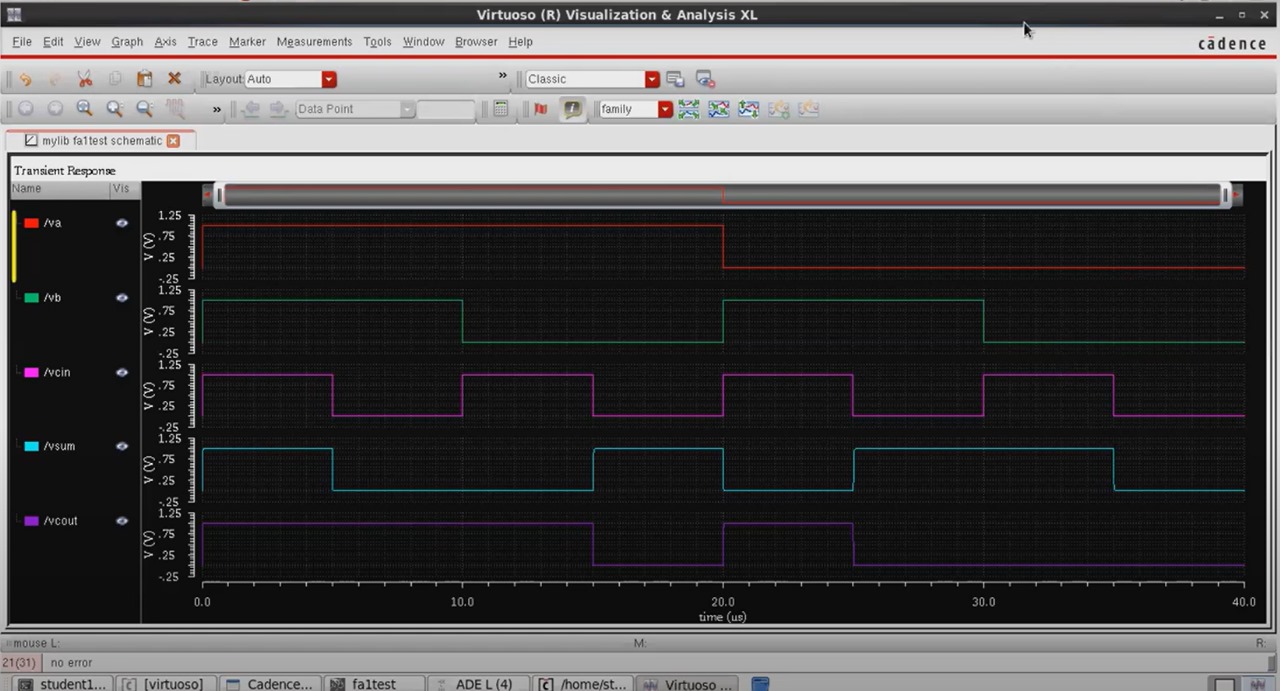 Virtuoso (R) Visualization & Analysis XL
File Edit View Graph Axis Trace Marker Measurements Tools Window Browser Help
cādence
Layout: Auto » Classic
» Data Point family
mylib fa1test schematic
Transient Response
Name Vis
/va
V (V)
1.25
.75
.25
-.25
/vb
V (V)
1.25
.75
.25
-.25
/vcin
V (V)
1.25
.75
.25
-.25
/vsum
V (V)
1.25
.75
.25
-.25
/vcout
V (V)
1.25
.75
.25
-.25
0.0 10.0 20.0 30.0 40.0
time (us)
mouse L: M: R:
21(31) no error
student1... [virtuoso] Cadence... fa1test ADE L (4) /home/st... Virtuoso ...